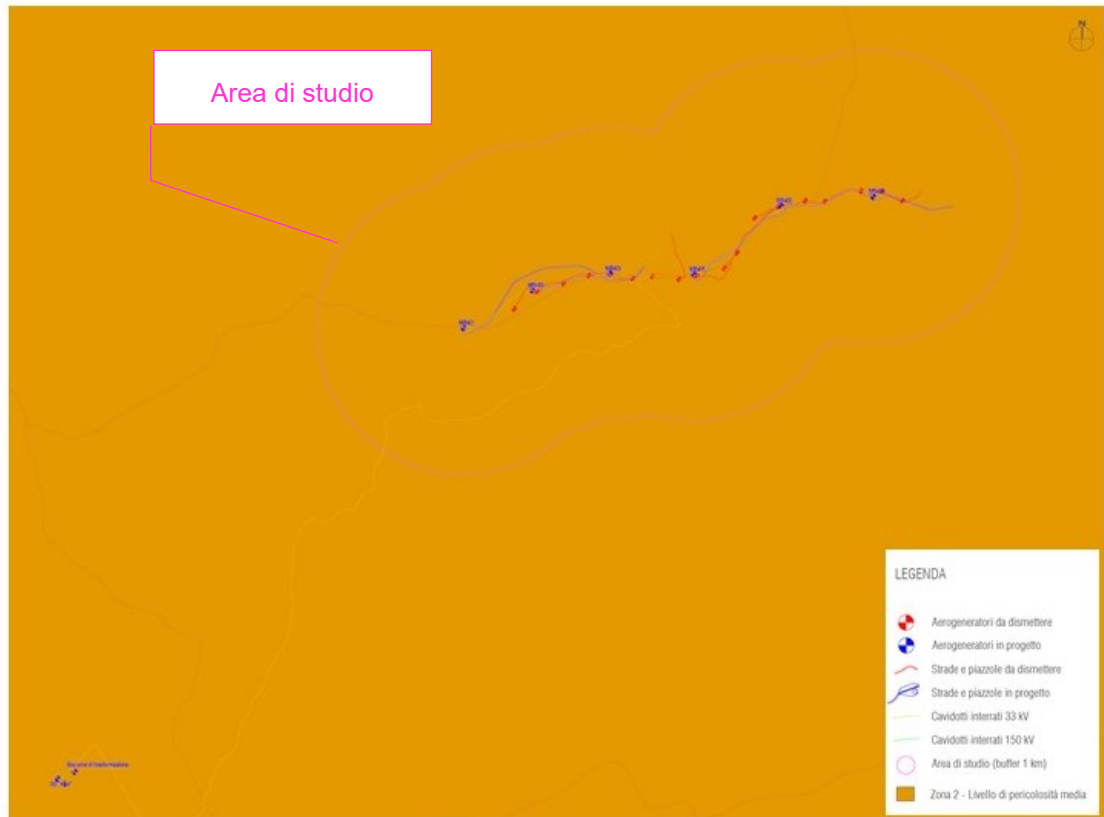 N
Area di studio
LEGENDA
Aerogeneratori da dismettere
Aerogeneratori in progetto
Strade e piazzole da dismettere
Strade e piazzole in progetto
Cavidotti interrati 33 kV
Cavidotti interrati 150 kV
Area di studio (buffer 1 km)
Zona 2 - Livello di pericolosità media